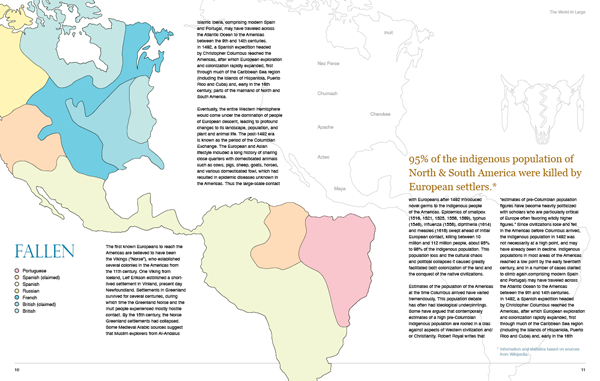 The World At Large
Islamic Iberia, comprising modern Spain
and Portugal, may have traveled across
the Atlantic Ocean to the Americas
between the 9th and 14th centuries.
In 1492, a Spanish expedition headed
by Christopher Columbus reached the
Americas, after which European exploration
and colonization rapidly expanded, first
through much of the Caribbean Sea region
(including the islands of Hispaniola, Puerto
Rico and Cuba) and, early in the 16th
century, parts of the mainland of North and
South America.
Eventually, the entire Western Hemisphere
would come under the domination of people
of European descent, leading to profound
changes to its landscape, population, and
plant and animal life. The post-1492 era
is known as the period of the Columbian
Exchange. The European and Asian
lifestyle included a long history of sharing
close quarters with domesticated animals
such as cows, pigs, sheep, goats, horses,
and various domesticated fowl, which had
resulted in epidemic diseases unknown in
the Americas. Thus the large-scale contact
Inuit
Nez Perce
Chumash
Cherokee
Apache
Aztec
Maya
95% of the indigenous population of
North & South America were killed by
European settlers.*
FALLEN
Portuguese
Spanish (claimed)
Spanish
Russian
French
British (claimed)
British
The first known Europeans to reach the
Americas are believed to have been
the Vikings ("Norse"), who established
several colonies in the Americas from
the 11th century. One Viking from
Iceland, Leif Erikson established a short-
lived settlement in Vinland, present day
Newfoundland. Settlements in Greenland
survived for several centuries, during
which time the Greenland Norse and the
Inuit people experienced mostly hostile
contact. By the 15th century, the Norse
Greenland settlements had collapsed.
Some Medieval Arabic sources suggest
that Muslim explorers from Al-Andalus
with Europeans after 1492 introduced
novel germs to the indigenous people
of the Americas. Epidemics of smallpox
(1518, 1521, 1525, 1558, 1589), typhus
(1546), influenza (1558), diphtheria (1614)
and measles (1618) swept ahead of initial
European contact, killing between 10
million and 112 million people, about 95%
to 98% of the indigenous population. This
population loss and the cultural chaos
and political collapses it caused greatly
facilitated both colonization of the land and
the conquest of the native civilizations.
Estimates of the population of the Americas
at the time Columbus arrived have varied
tremendously. This population debate
has often had ideological underpinnings.
Some have argued that contemporary
estimates of a high pre-Columbian
indigenous population are rooted in a bias
against aspects of Western civilization and/
or Christianity. Robert Royal writes that
"estimates of pre-Columbian population
figures have become heavily politicized
with scholars who are particularly critical
of Europe often favoring wildly higher
figures." Since civilizations rose and fell
in the Americas before Columbus arrived,
the indigenous population in 1492 was
not necessarily at a high point, and may
have already been in decline. Indigenous
populations in most areas of the Americas
reached a low point by the early twentieth
century, and in a number of cases started
to climb again comprising modern Spain
and Portugal may have traveled across
the Atlantic Ocean to the Americas
between the 9th and 14th centuries.
In 1492, a Spanish expedition headed
by Christopher Columbus reached the
Americas, after which European exploration
and colonization rapidly expanded, first
through much of the Caribbean Sea region
(including the islands of Hispaniola, Puerto
Rico and Cuba) and, early in the 16th
* Information and statistics based on sources
from Wikipedia.
10
11